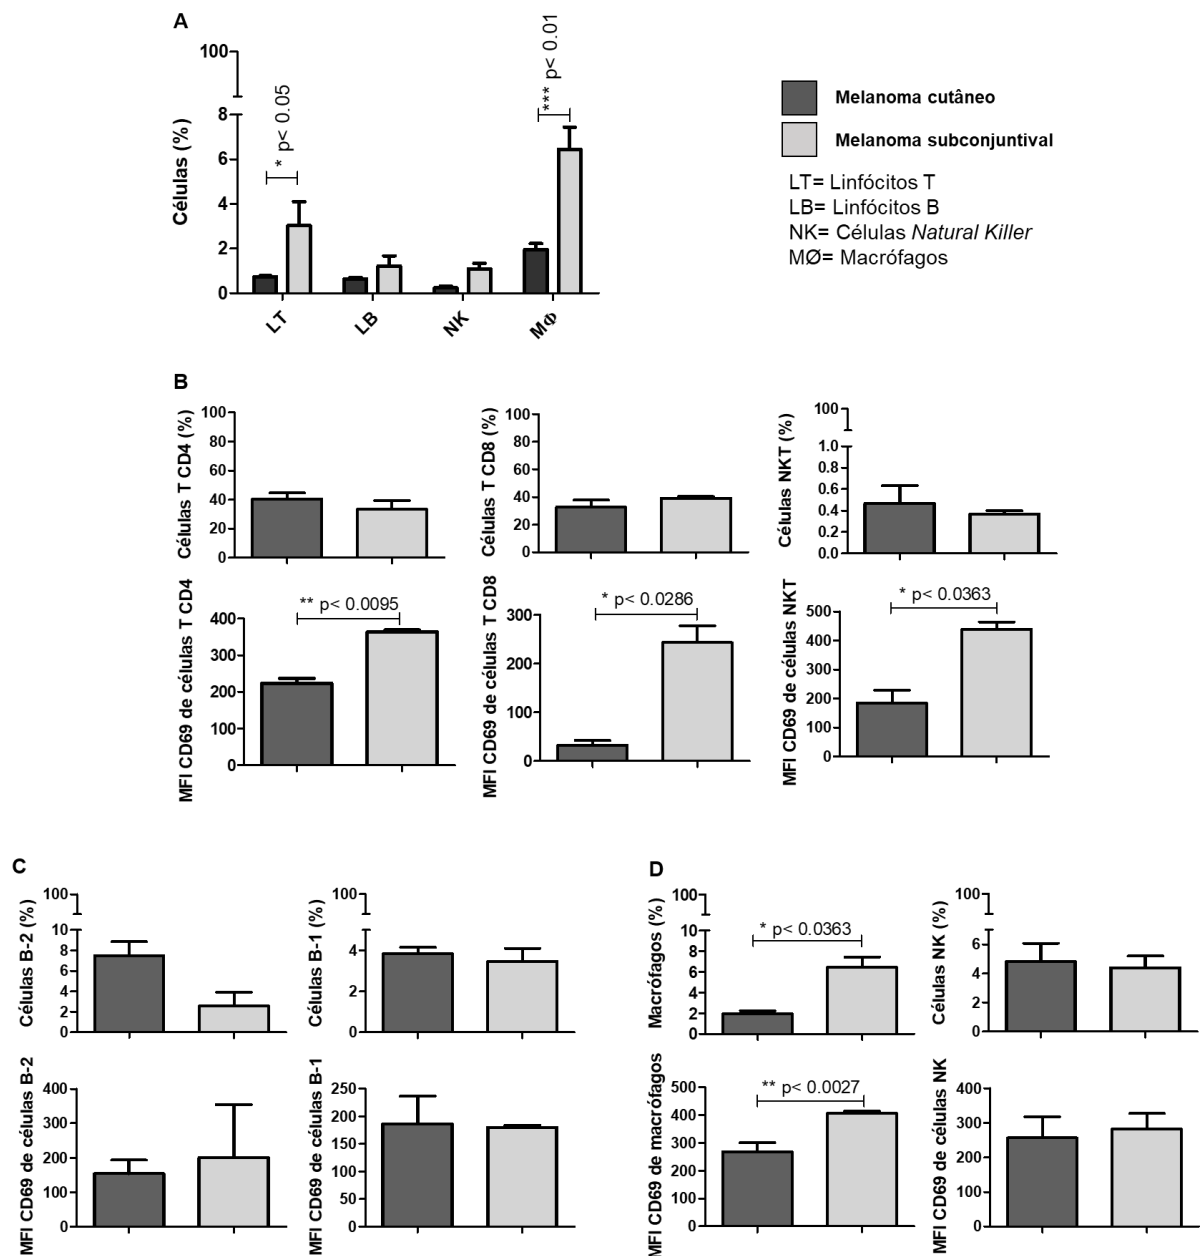 A
Células (%)
100
8
6
4
2
0
* p< 0.05
*** p< 0.01
LT
LB
NK
MΦ
Melanoma cutâneo
Melanoma subconjuntival
LT= Linfócitos T
LB= Linfócitos B
NK= Células Natural Killer
MØ= Macrófagos
B
Células T CD4 (%)
100
80
60
40
20
0
Células T CD8 (%)
100
80
60
40
20
0
Células NKT (%)
100
1.0
0.8
0.6
0.4
0.2
0.0
MFI CD69 de células T CD4
400
300
200
100
0
** p< 0.0095
MFI CD69 de células T CD8
300
200
100
0
* p< 0.0286
MFI CD69 de células NKT
500
400
300
200
100
0
* p< 0.0363
C
Células B-2 (%)
100
10
8
6
4
2
0
Células B-1 (%)
100
4
2
0
MFI CD69 de células B-2
400
300
200
100
0
MFI CD69 de células B-1
250
200
150
100
50
0
D
Macrófagos (%)
100
10
8
6
4
2
0
* p< 0.0363
Células NK (%)
100
6
4
2
0
MFI CD69 de macrófagos
500
400
300
200
100
0
** p< 0.0027
MFI CD69 de células NK
400
300
200
100
0